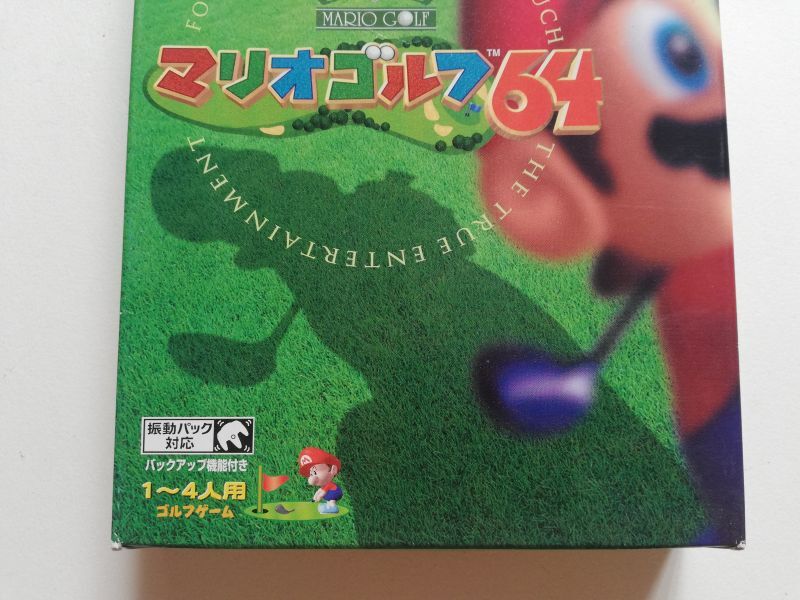 MARIO GOLF
マリオゴルフ™64
FO
UCH
THE TRUE ENTERTAINMENT
振動パック
対応
バックアップ機能付き
1〜4人用
ゴルフゲーム